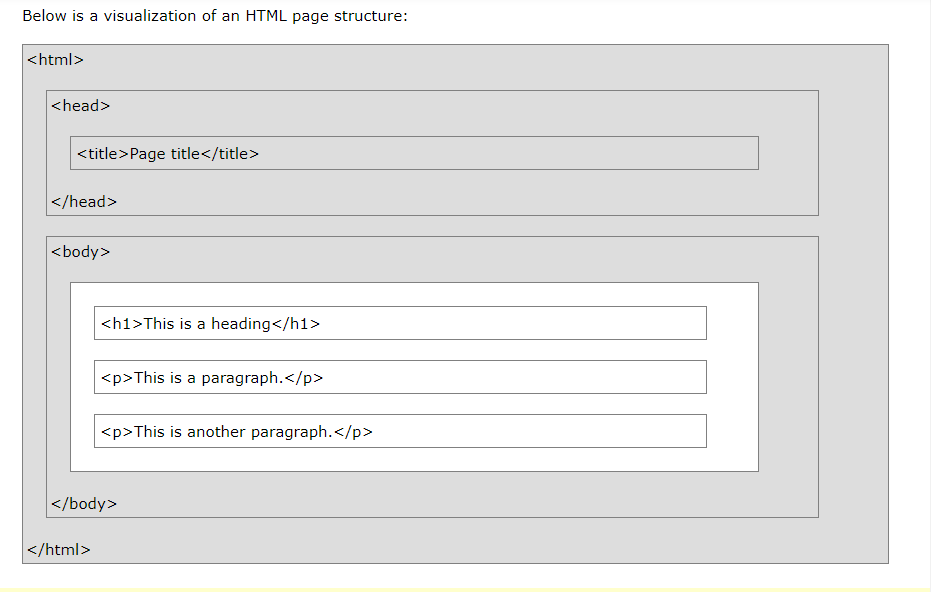 Below is a visualization of an HTML page structure:
<html>
<head>
<title>Page title</title>
</head>
<body>
<h1>This is a heading</h1>
<p>This is a paragraph.</p>
<p>This is another paragraph.</p>
</body>
</html>